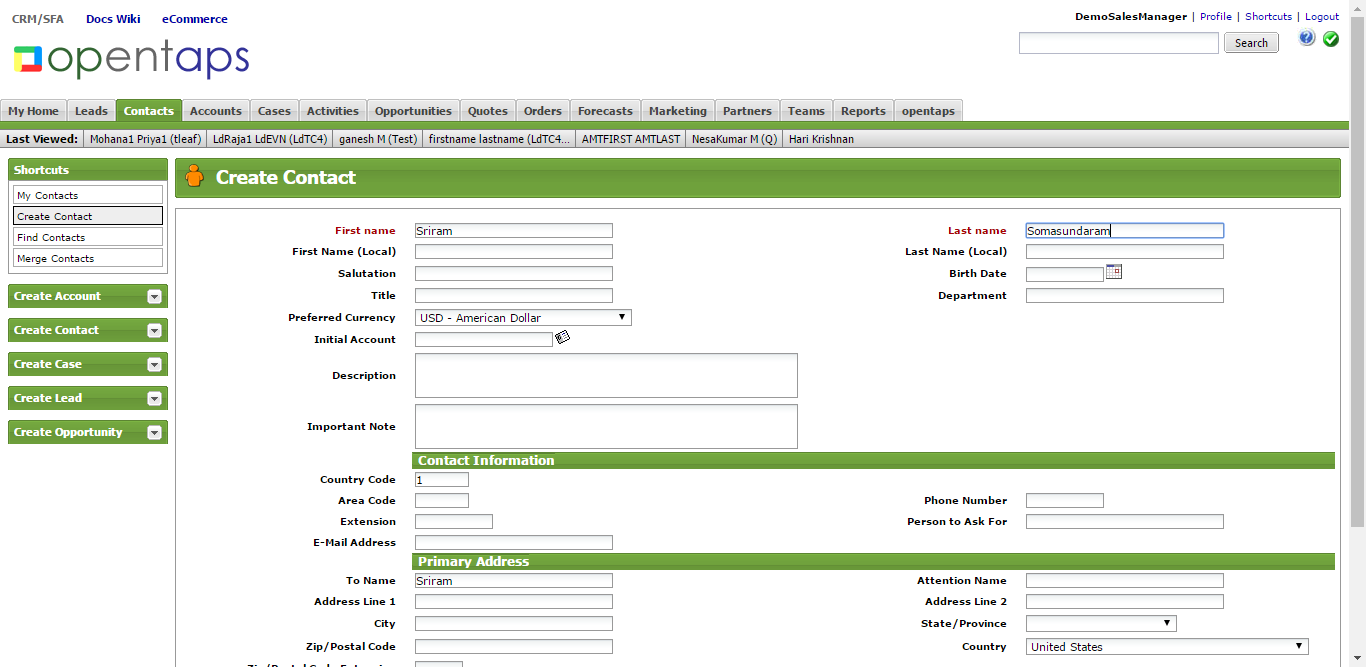 CRM/SFA Docs Wiki eCommerce
DemoSalesManager | Profile | Shortcuts | Logout
opentaps
Search
My Home Leads Contacts Accounts Cases Activities Opportunities Quotes Orders Forecasts Marketing Partners Teams Reports opentaps
Last Viewed: Mohana1 Priya1 (tleaf) LdRaja1 LdEVN (LdTC4) ganesh M (Test) firstname lastname (LdTC4... AMTFIRST AMTLAST NesaKumar M (Q) Hari Krishnan
Shortcuts
My Contacts
Create Contact
Find Contacts
Merge Contacts
Create Account
Create Contact
Create Case
Create Lead
Create Opportunity
Create Contact
First name Sriram Last name Somasundaram
First Name (Local) Last Name (Local)
Salutation Birth Date
Title Department
Preferred Currency USD - American Dollar
Initial Account
Description
Important Note
Contact Information
Country Code 1
Area Code Phone Number
Extension Person to Ask For
E-Mail Address
Primary Address
To Name Sriram Attention Name
Address Line 1 Address Line 2
City State/Province
Zip/Postal Code Country United States